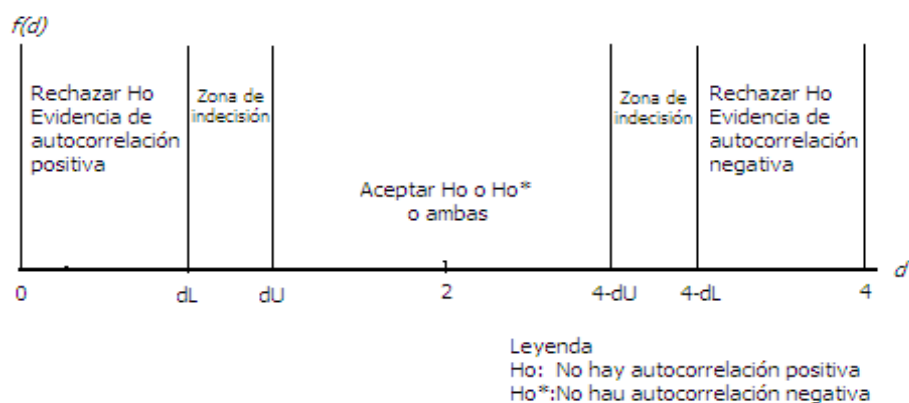 f(d)
Rechazar Ho
Evidencia de
autocorrelación
positiva
Zona de
indecisión
Aceptar Ho o Ho*
o ambas
Zona de
indecisión
Rechazar Ho
Evidencia de
autocorrelación
negativa
0
dL
dU
2
4-dU
4-dL
4
d
Leyenda
Ho: No hay autocorrelación positiva
Ho*:No hau autocorrelación negativa